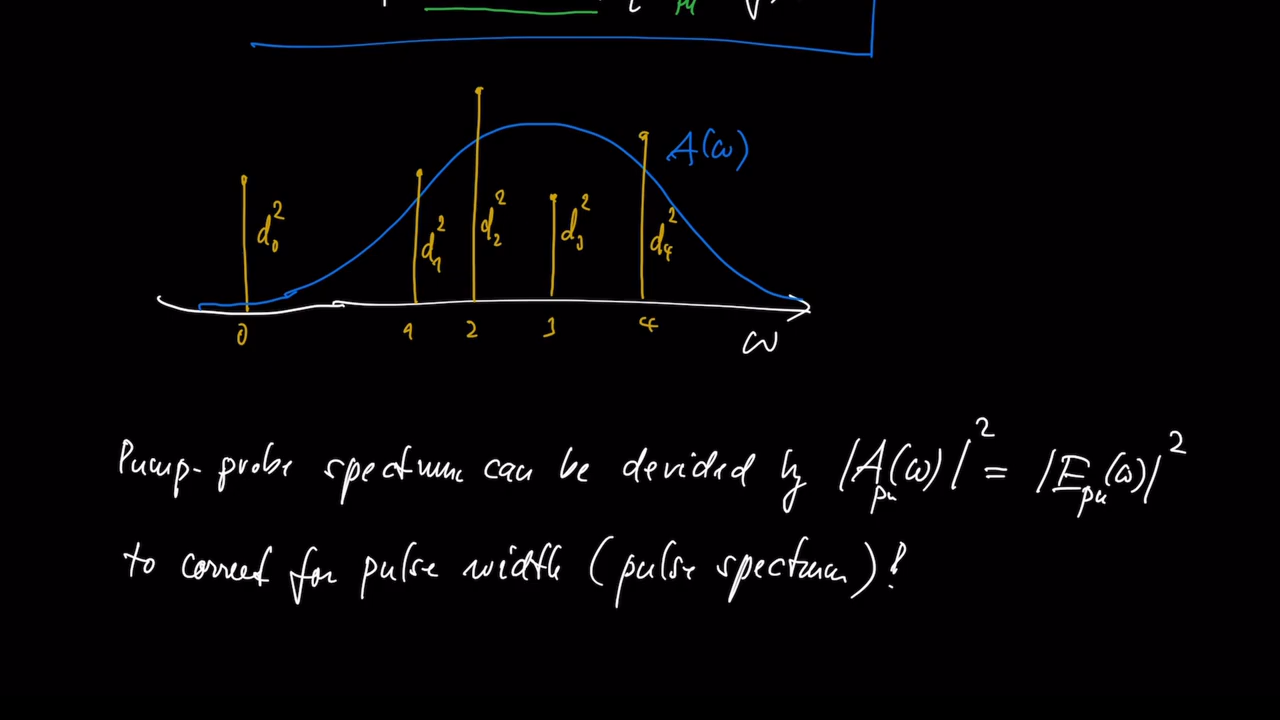 A(ω)
d₀² d₁² d₂² d₃² d₄²
0 1 2 3 4
ω
Pump-probe spectrum can be devided by |A_pu(ω)|² = |E_pu(ω)|²
to correct for pulse width (pulse spectrum)!